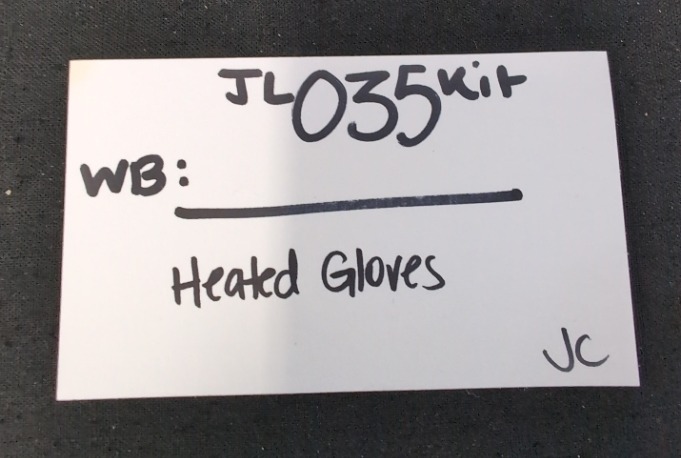 JL035Kit
WB:
Heated Gloves
JC